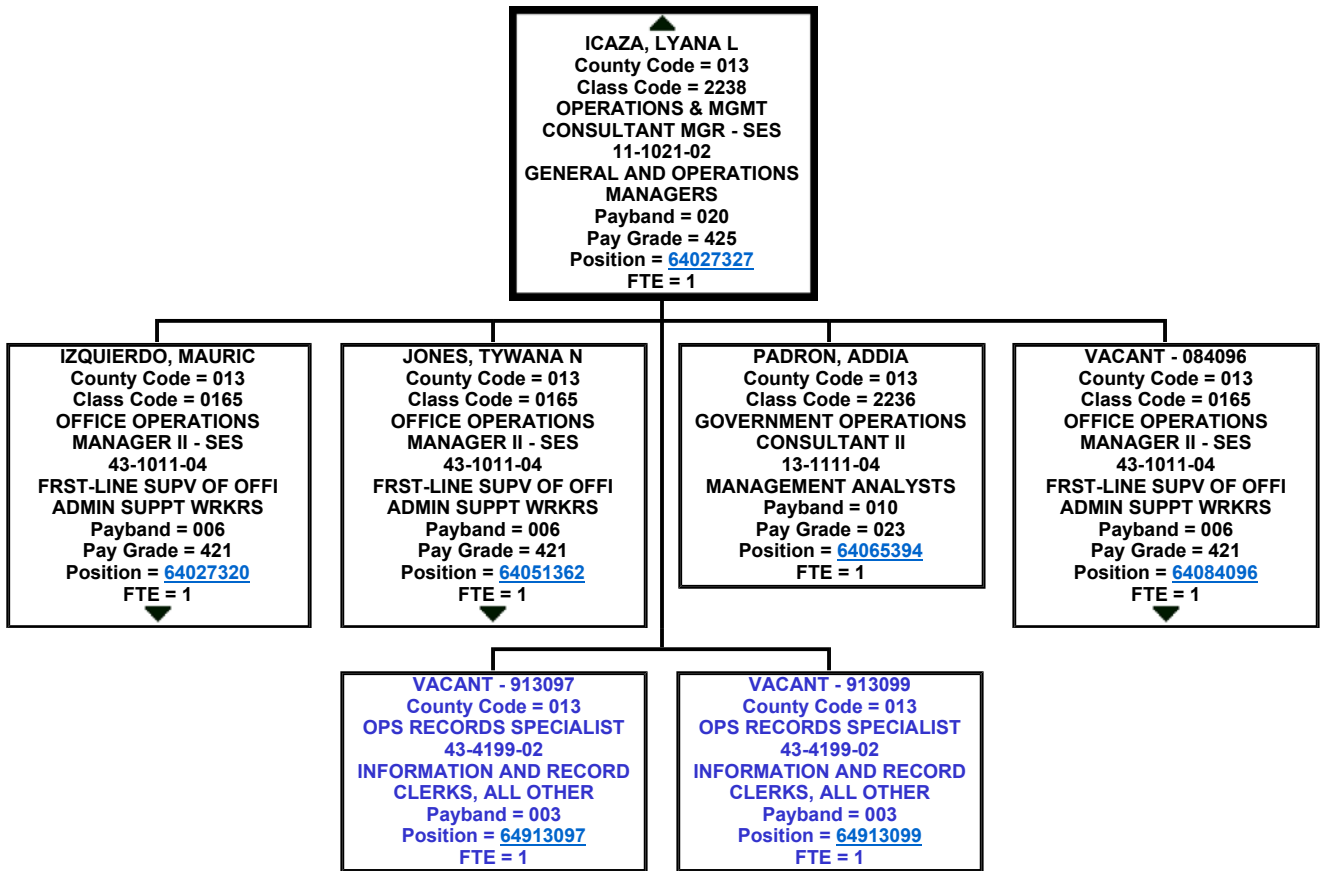 ICAZA, LYANA L
County Code = 013
Class Code = 2238
OPERATIONS & MGMT
CONSULTANT MGR - SES
11-1021-02
GENERAL AND OPERATIONS
MANAGERS
Payband = 020
Pay Grade = 425
Position = 64027327
FTE = 1
IZQUIERDO, MAURIC
County Code = 013
Class Code = 0165
OFFICE OPERATIONS
MANAGER II - SES
43-1011-04
FRST-LINE SUPV OF OFFI
ADMIN SUPPT WRKRS
Payband = 006
Pay Grade = 421
Position = 64027320
FTE = 1
JONES, TYWANA N
County Code = 013
Class Code = 0165
OFFICE OPERATIONS
MANAGER II - SES
43-1011-04
FRST-LINE SUPV OF OFFI
ADMIN SUPPT WRKRS
Payband = 006
Pay Grade = 421
Position = 64051362
FTE = 1
PADRON, ADDIA
County Code = 013
Class Code = 2236
GOVERNMENT OPERATIONS
CONSULTANT II
13-1111-04
MANAGEMENT ANALYSTS
Payband = 010
Pay Grade = 023
Position = 64065394
FTE = 1
VACANT - 084096
County Code = 013
Class Code = 0165
OFFICE OPERATIONS
MANAGER II - SES
43-1011-04
FRST-LINE SUPV OF OFFI
ADMIN SUPPT WRKRS
Payband = 006
Pay Grade = 421
Position = 64084096
FTE = 1
VACANT - 913097
County Code = 013
OPS RECORDS SPECIALIST
43-4199-02
INFORMATION AND RECORD
CLERKS, ALL OTHER
Payband = 003
Position = 64913097
FTE = 1
VACANT - 913099
County Code = 013
OPS RECORDS SPECIALIST
43-4199-02
INFORMATION AND RECORD
CLERKS, ALL OTHER
Payband = 003
Position = 64913099
FTE = 1